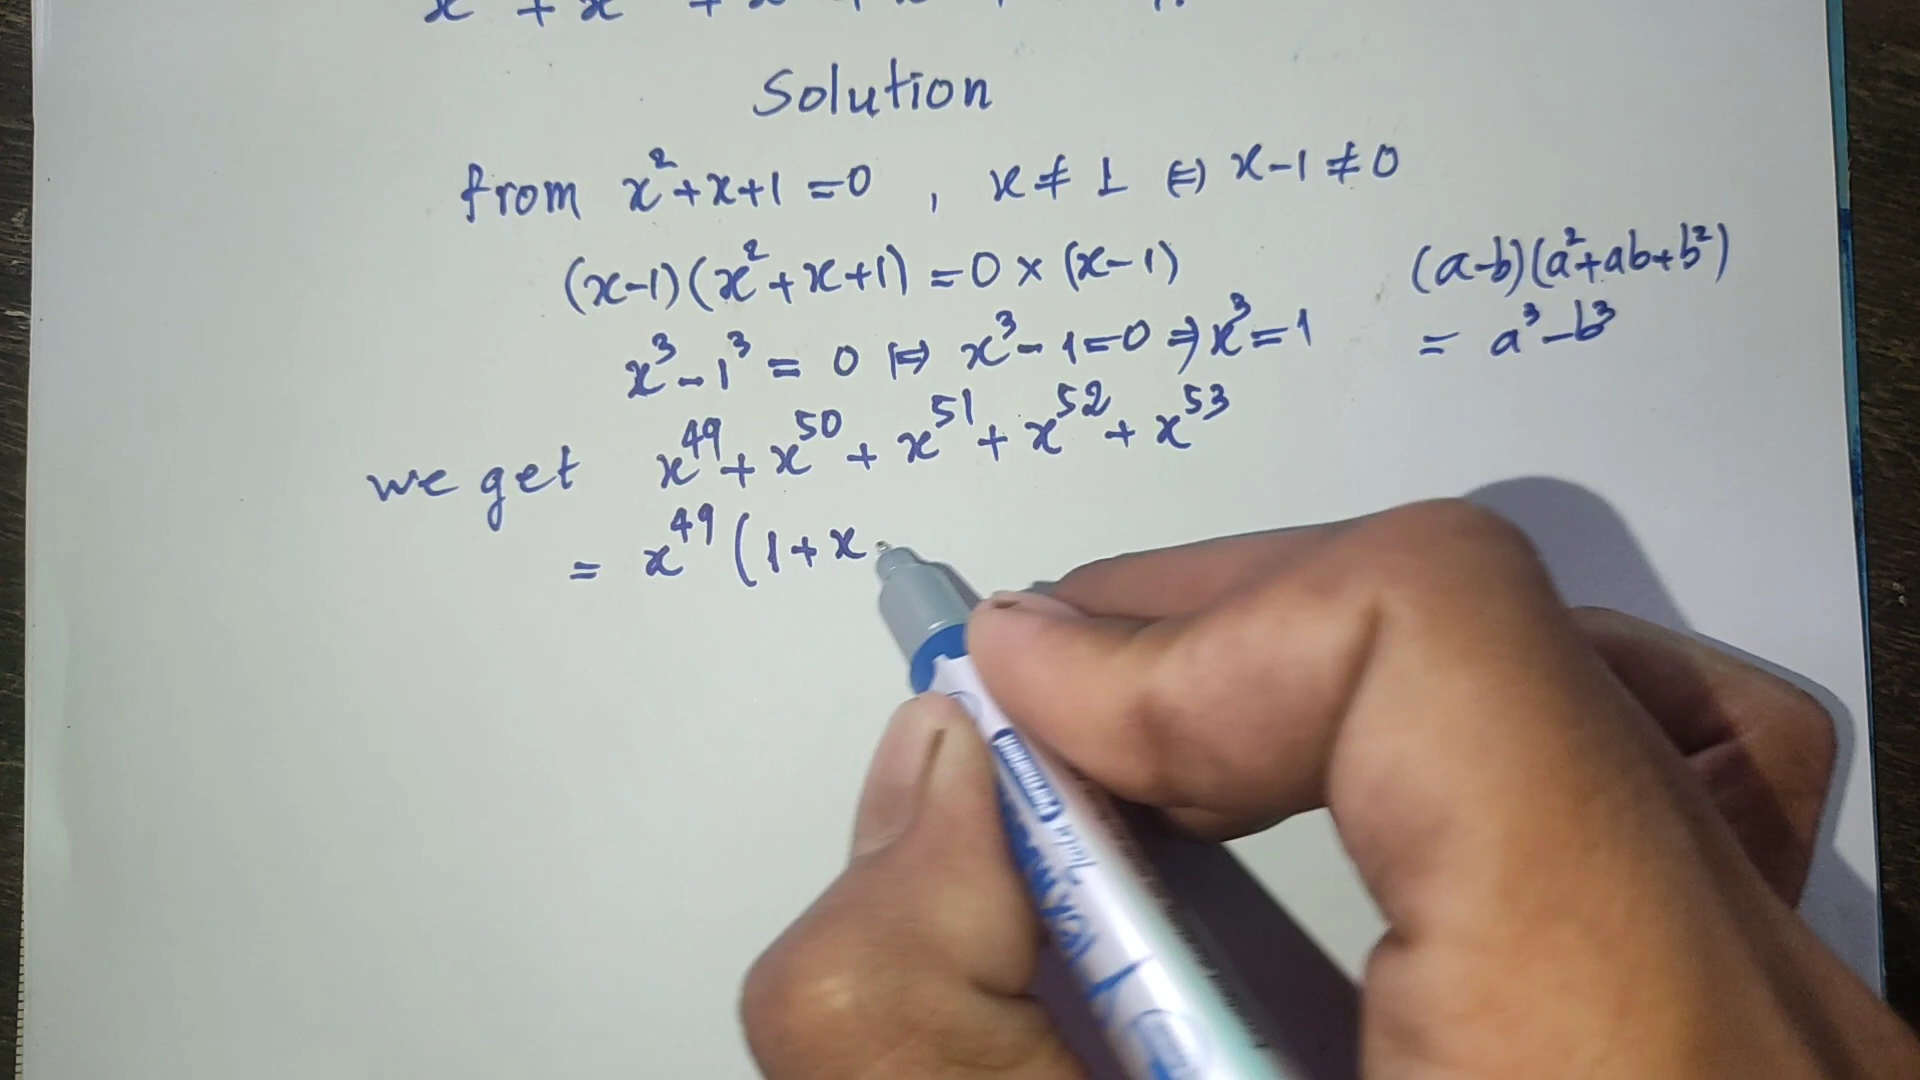 Solution
from x²+x+1=0 , x≠1 ⇔ x-1≠0
(x-1)(x²+x+1)=0×(x-1)
(a-b)(a²+ab+b²)
x³-1³=0 ⇔ x³-1=0 ⇒ x³=1
= a³-b³
we get x⁴⁹+x⁵⁰+x⁵¹+x⁵²+x⁵³
= x⁴⁹(1+x